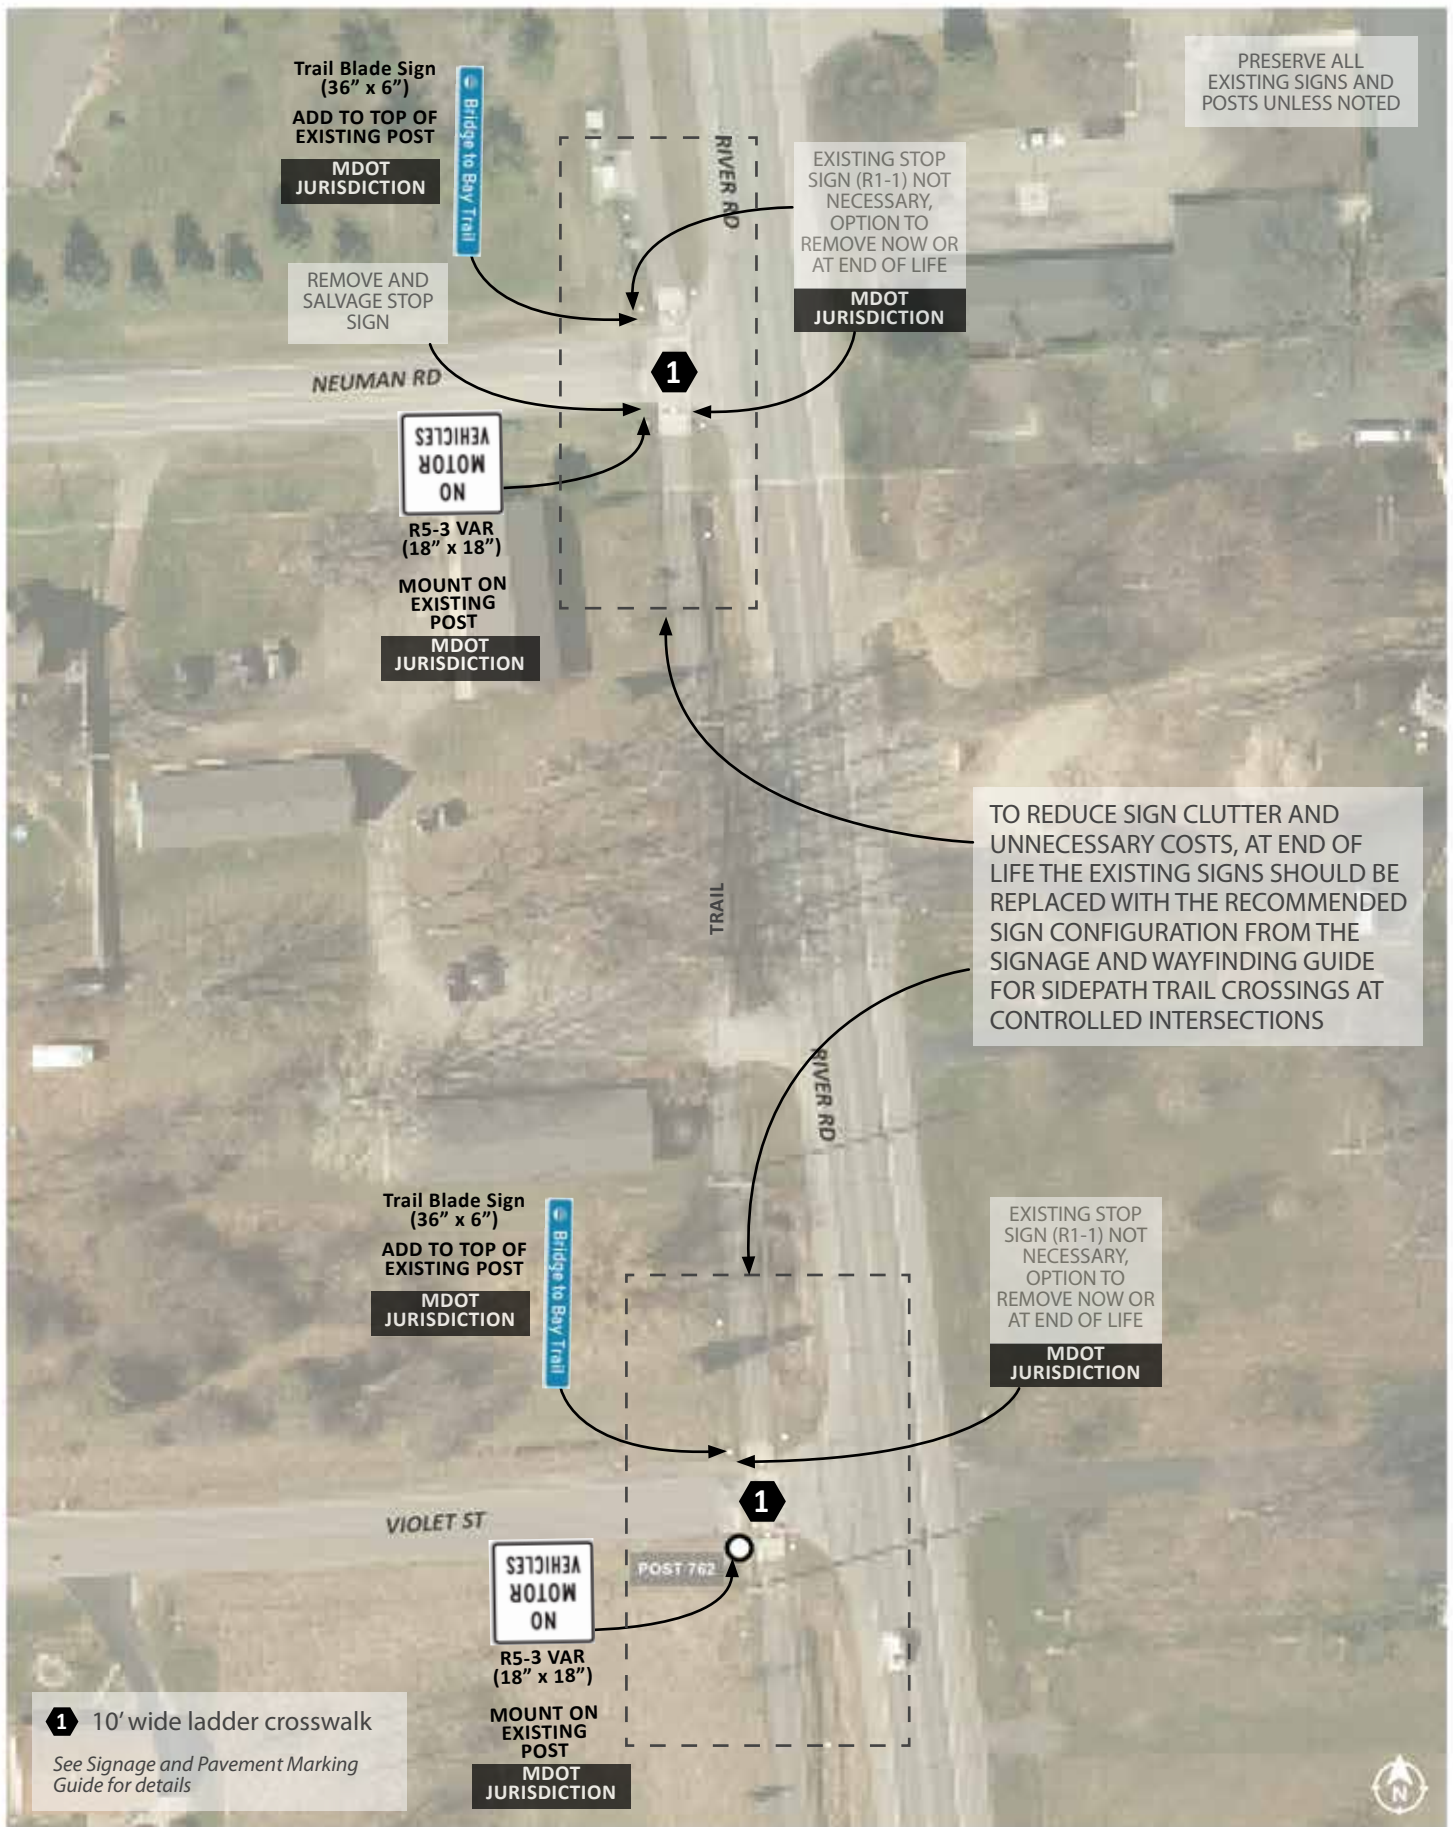 PRESERVE ALL
EXISTING SIGNS AND
POSTS UNLESS NOTED
Trail Blade Sign
(36” x 6”)
ADD TO TOP OF
EXISTING POST
MDOT
JURISDICTION
Bridge to Bay Trail
RIVER RD
EXISTING STOP
SIGN (R1-1) NOT
NECESSARY,
OPTION TO
REMOVE NOW OR
AT END OF LIFE
MDOT
JURISDICTION
REMOVE AND
SALVAGE STOP
SIGN
NEUMAN RD
1
NO
MOTOR
VEHICLES
R5-3 VAR
(18” x 18”)
MOUNT ON
EXISTING
POST
MDOT
JURISDICTION
TO REDUCE SIGN CLUTTER AND
UNNECESSARY COSTS, AT END OF
LIFE THE EXISTING SIGNS SHOULD BE
REPLACED WITH THE RECOMMENDED
SIGN CONFIGURATION FROM THE
SIGNAGE AND WAYFINDING GUIDE
FOR SIDEPATH TRAIL CROSSINGS AT
CONTROLLED INTERSECTIONS
TRAIL
RIVER RD
Trail Blade Sign
(36” x 6”)
ADD TO TOP OF
EXISTING POST
MDOT
JURISDICTION
Bridge to Bay Trail
EXISTING STOP
SIGN (R1-1) NOT
NECESSARY,
OPTION TO
REMOVE NOW OR
AT END OF LIFE
MDOT
JURISDICTION
1
VIOLET ST
POST 762
NO
MOTOR
VEHICLES
R5-3 VAR
(18” x 18”)
MOUNT ON
EXISTING
POST
MDOT
JURISDICTION
1 10’ wide ladder crosswalk
See Signage and Pavement Marking
Guide for details
N